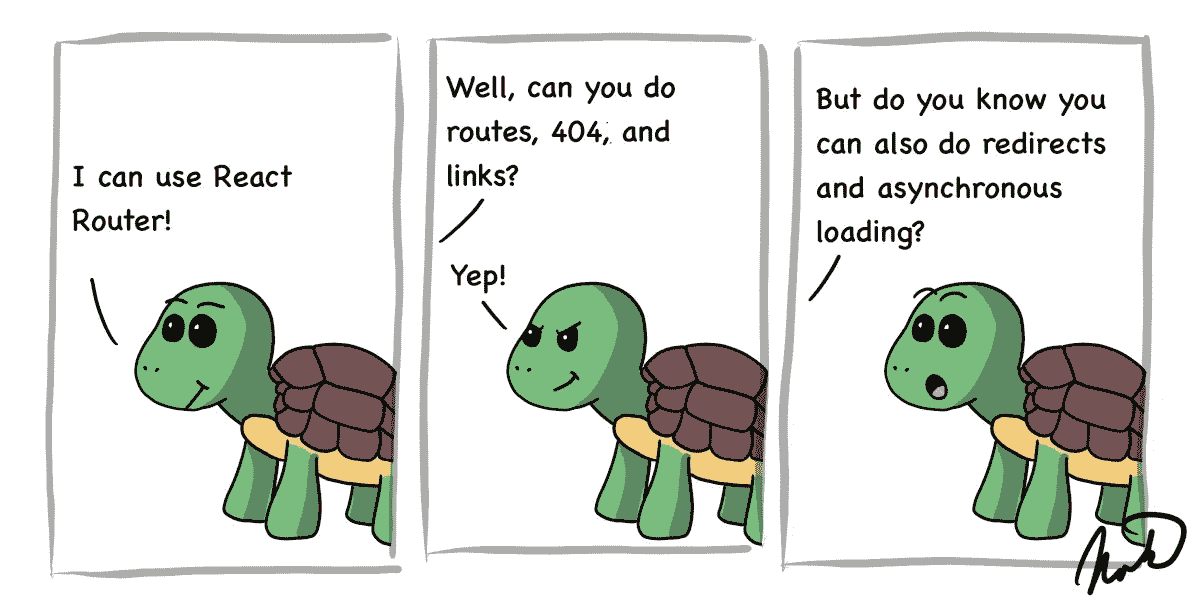 I can use React
Router!
Well, can you do
routes, 404, and
links?
Yep!
But do you know you
can also do redirects
and asynchronous
loading?